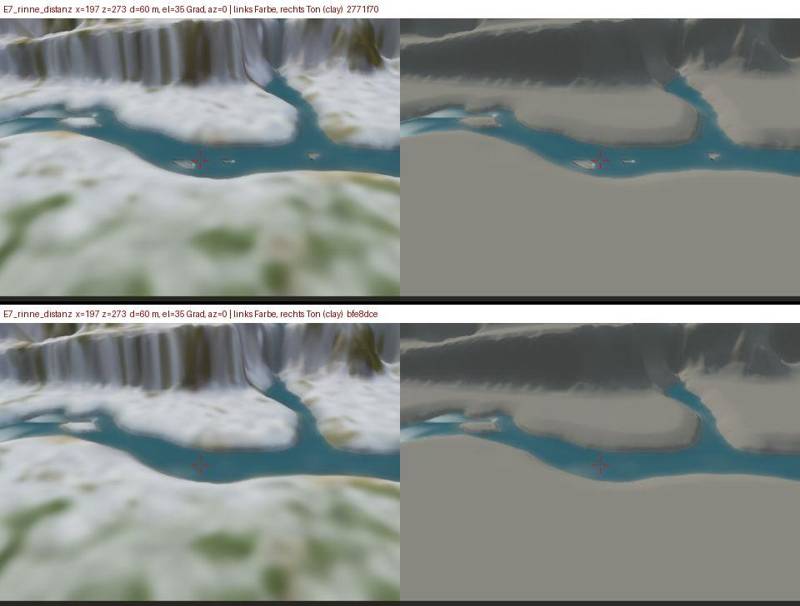 E7_rinne_distanz x=197 z=273 d=60 m, el=35 Grad, az=0 | links Farbe, rechts Ton (clay) 2771f70
E7_rinne_distanz x=197 z=273 d=60 m, el=35 Grad, az=0 | links Farbe, rechts Ton (clay) bfe8dce